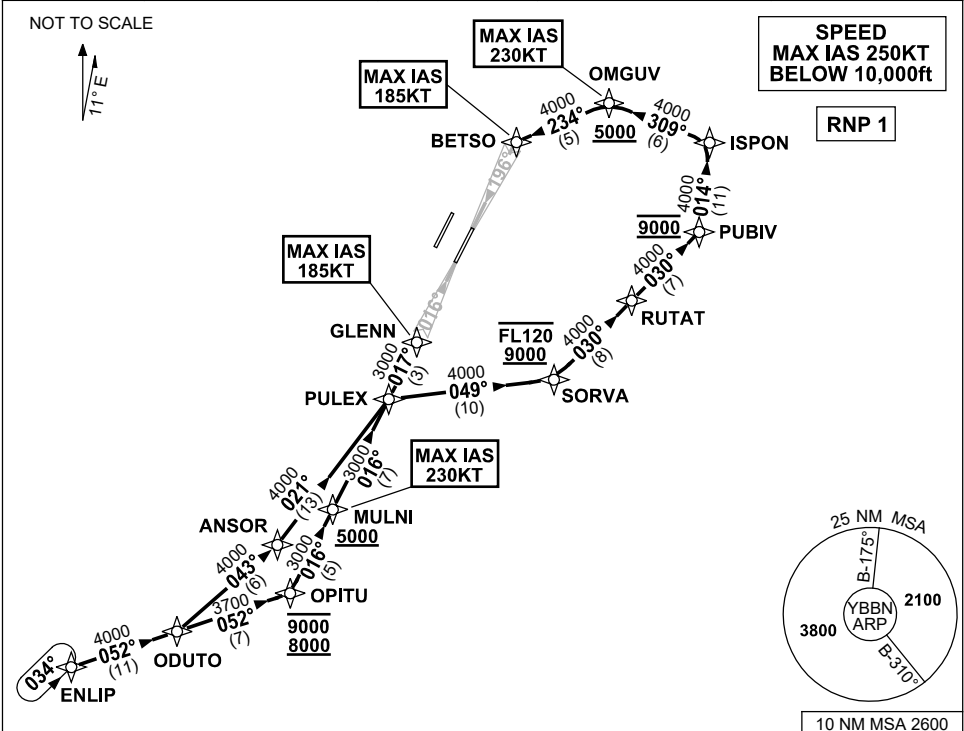 NOT TO SCALE
11° E
MAX IAS
230KT
SPEED
MAX IAS 250KT
BELOW 10,000ft
RNP 1
MAX IAS
185KT
OMGUV
BETSO
4000
234°
(5)
5000
4000
309°
(6)
ISPON
196°
4000
014°
(11)
9000
PUBIV
MAX IAS
185KT
4000
030°
(7)
016°
RUTAT
GLENN
FL120
9000
4000
030°
(8)
3000
017°
(3)
4000
049°
(10)
PULEX
SORVA
MAX IAS
230KT
3000
016°
(7)
4000
021°
(13)
MULNI
5000
ANSOR
4000
043°
(6)
3000
016°
(5)
OPITU
9000
8000
3700
052°
(7)
ODUTO
4000
052°
(11)
034°
ENLIP
25 NM MSA
B-175°
YBBN
ARP
2100
3800
B-310°
10 NM MSA 2600